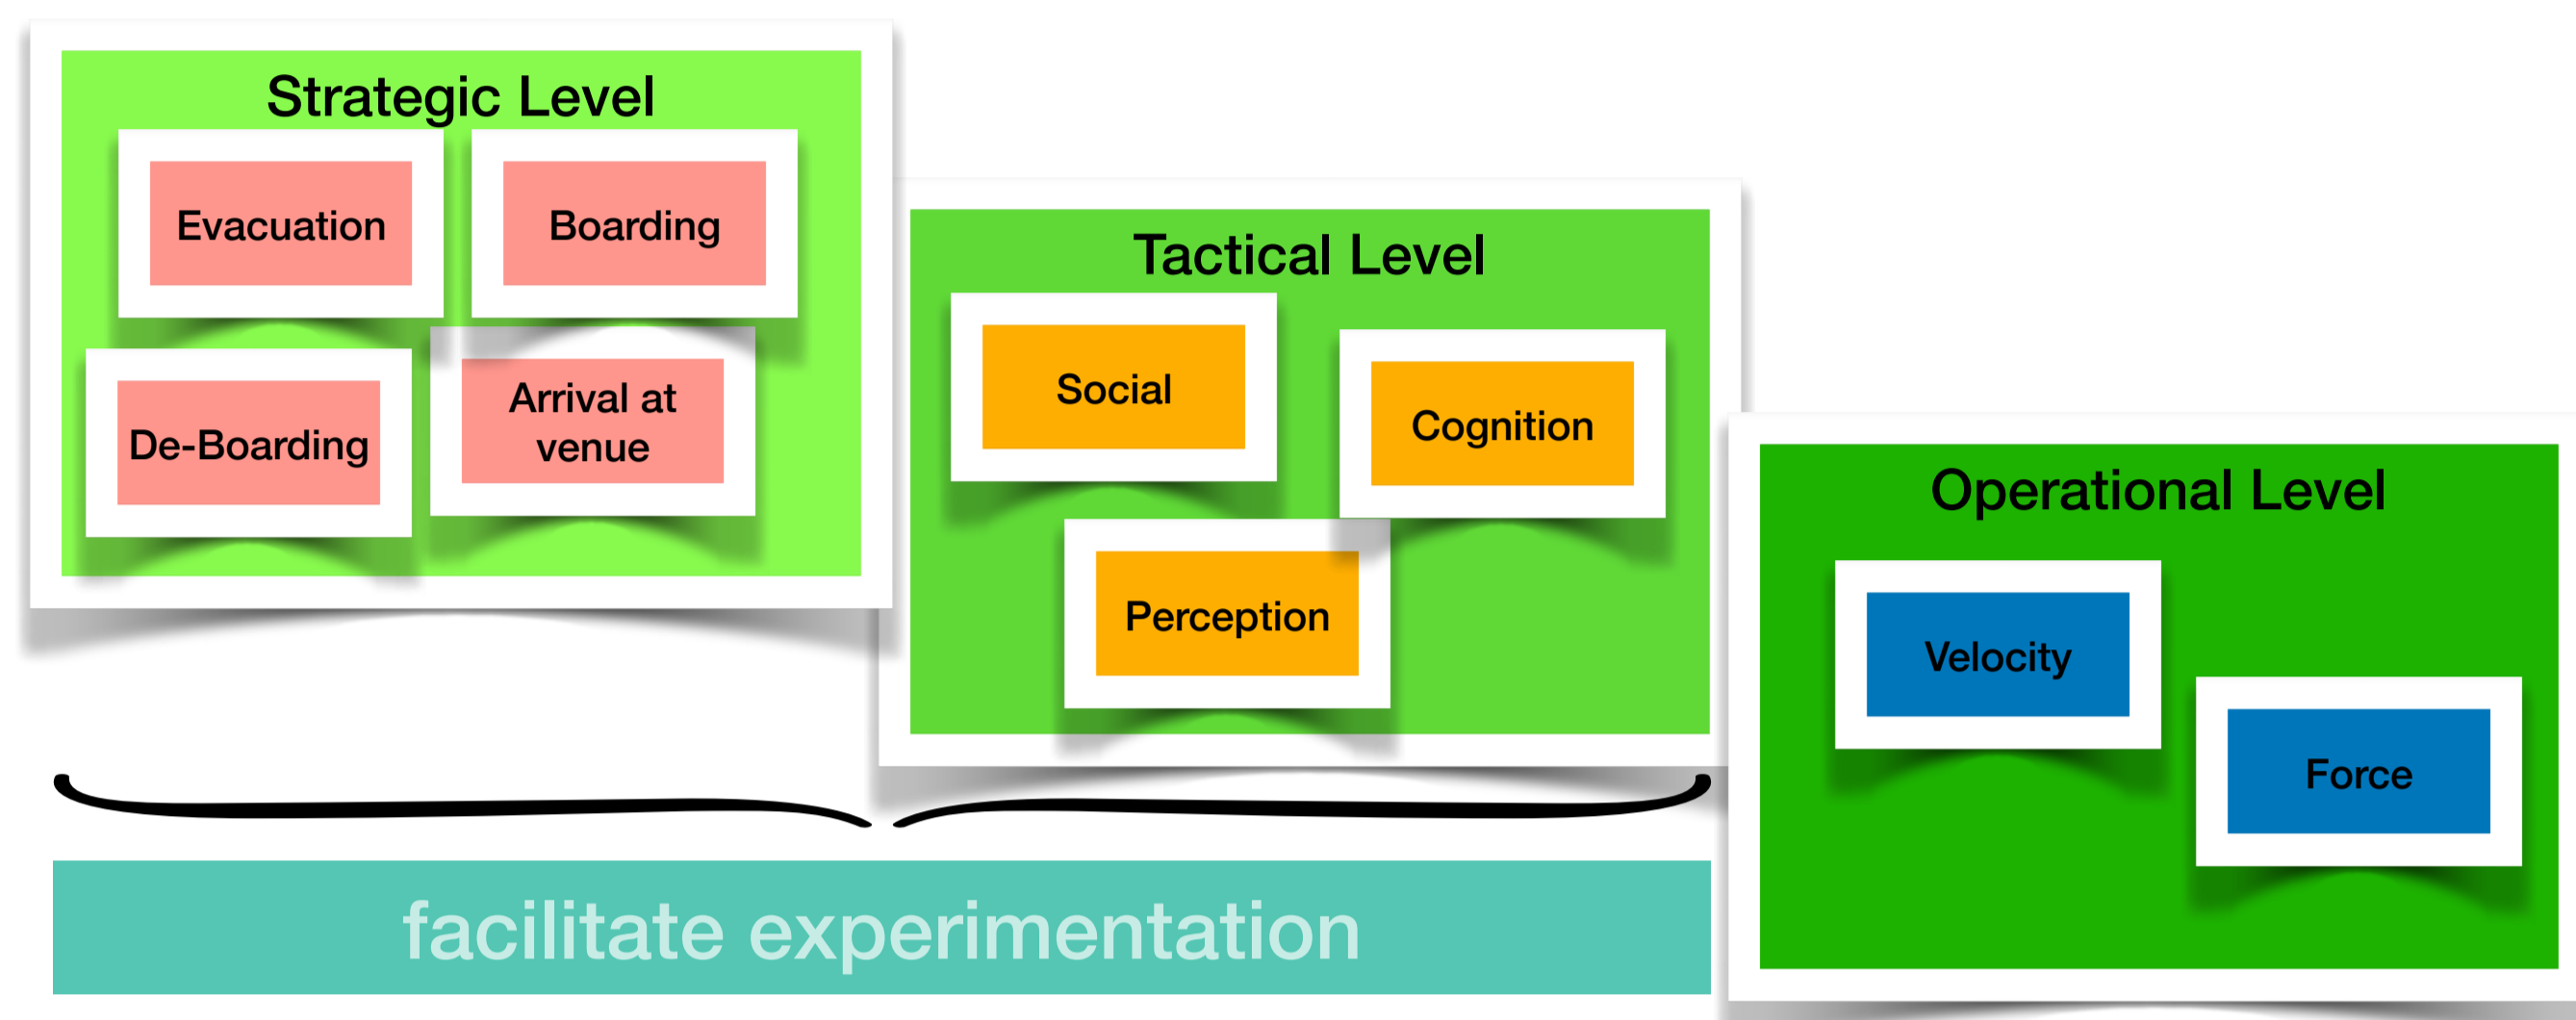 Strategic Level
Evacuation
Boarding
De-Boarding
Arrival at
venue
Tactical Level
Social
Cognition
Perception
Operational Level
Velocity
Force
facilitate experimentation